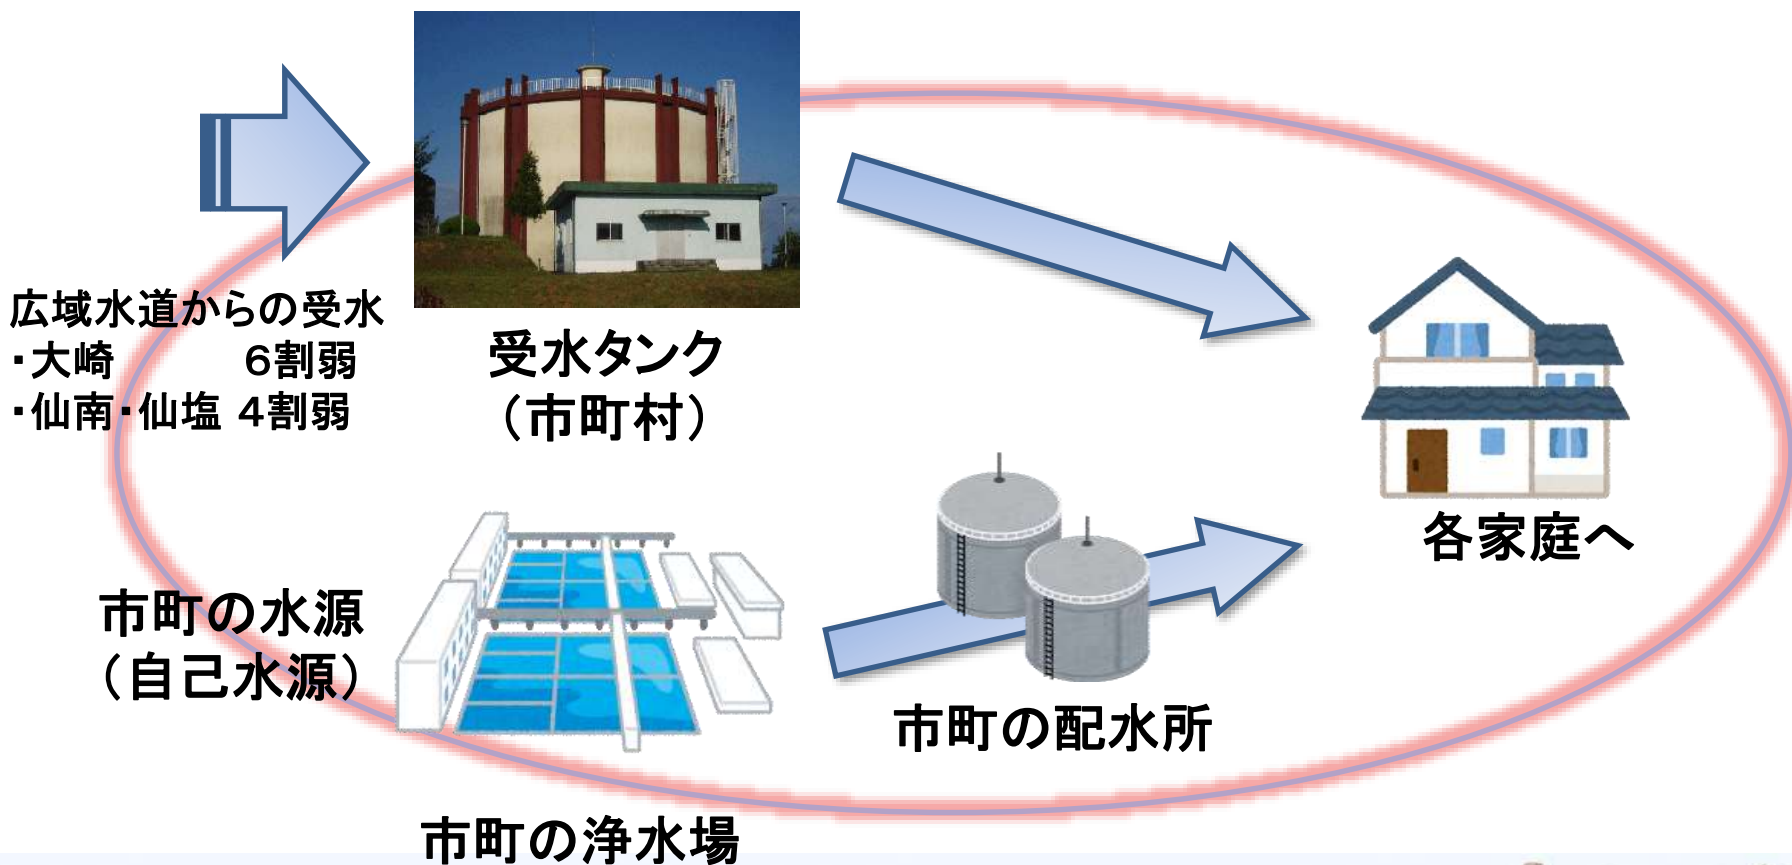 広域水道からの受水
・大崎　　　　６割弱
・仙南・仙塩 ４割弱
受水タンク
（市町村）
各家庭へ
市町の水源
（自己水源）
市町の配水所
市町の浄水場